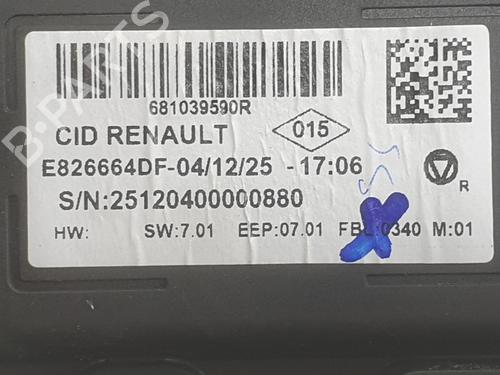 681039590R
CID RENAULT
015
E826664DF-04/12/25 -17:06
S/N:25120400000880
R
HW: SW:7.01 EEP:07.01 FBL:0340 M:01
B-PARTS